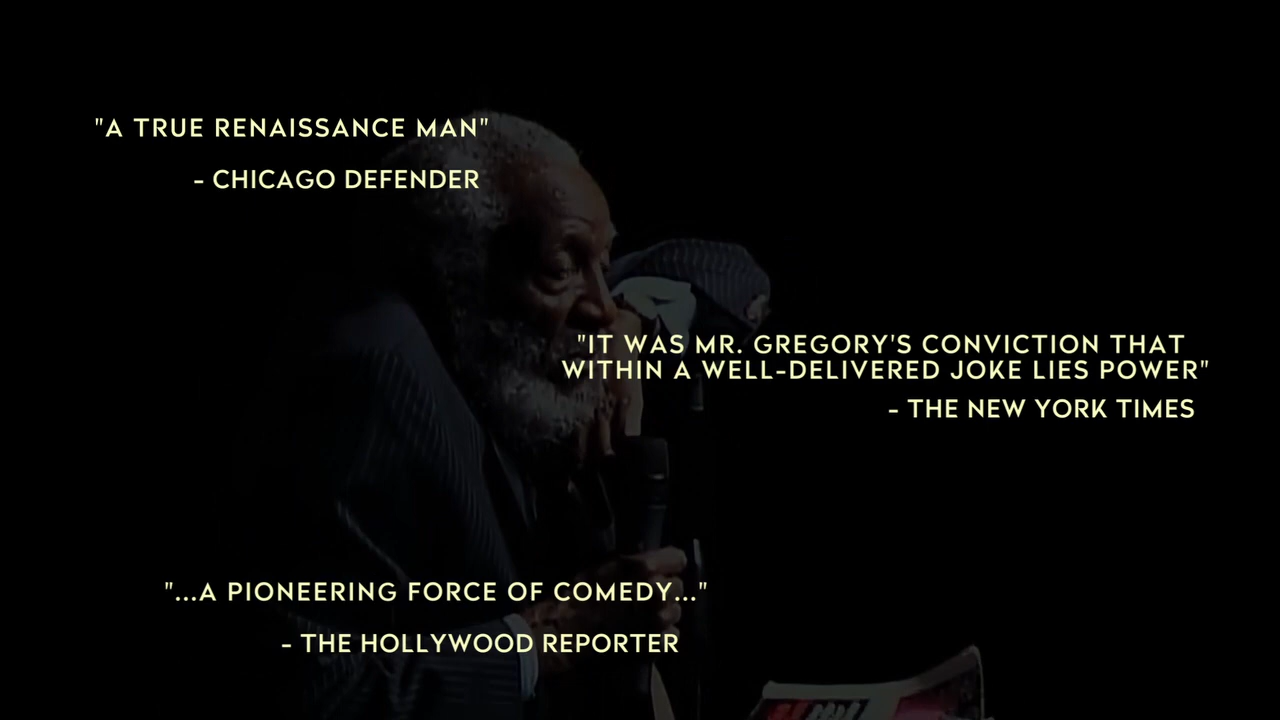 "A TRUE RENAISSANCE MAN"
- CHICAGO DEFENDER
"IT WAS MR. GREGORY'S CONVICTION THAT
WITHIN A WELL-DELIVERED JOKE LIES POWER"
- THE NEW YORK TIMES
"...A PIONEERING FORCE OF COMEDY..."
- THE HOLLYWOOD REPORTER